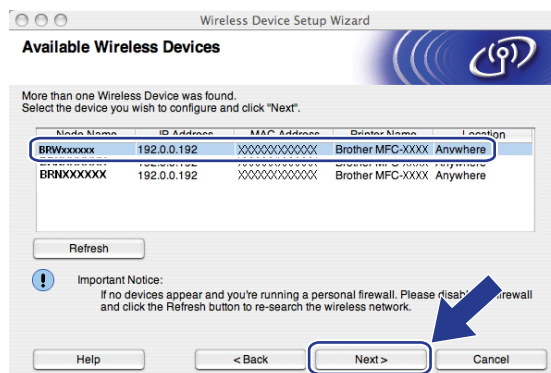 Wireless Device Setup Wizard
Available Wireless Devices
More than one Wireless Device was found.
Select the device you wish to configure and click "Next".
Node Name IP Address MAC Address Printer Name Location
BRWxxxxxx 192.0.0.192 XXXXXXXXXXXX Brother MFC-XXXX Anywhere
BRNXXXXXX 192.0.0.192 XXXXXXXXXXXX Brother MFC-XXXX Anywhere
Refresh
Important Notice:
If no devices appear and you're running a personal firewall. Please firewall
and click the Refresh button to re-search the wireless network.
Help
< Back
Next >
Cancel